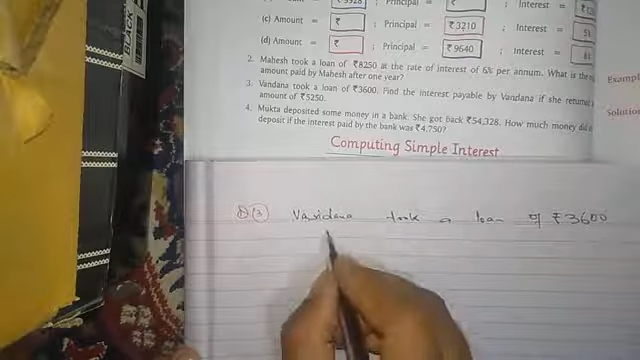 ₹5928 ; Principal = ₹ ; Interest = ₹
(c) Amount = ₹ ; Principal = ₹3210 ; Interest =
(d) Amount = ₹ ; Principal = ₹9640 ; Interest =
2. Mahesh took a loan of ₹8250 at the rate of interest of 6% per annum. What is the
amount paid by Mahesh after one year?
3. Vandana took a loan of ₹3600. Find the interest payable by Vandana if she returned
amount of ₹5250.
4. Mukta deposited some money in a bank. She got back ₹54,328. How much money did
deposit if the interest paid by the bank was ₹4,750?
Computing Simple Interest
Exampl
Solution
BLACK
Q (3) Vandana took a loan of ₹3600